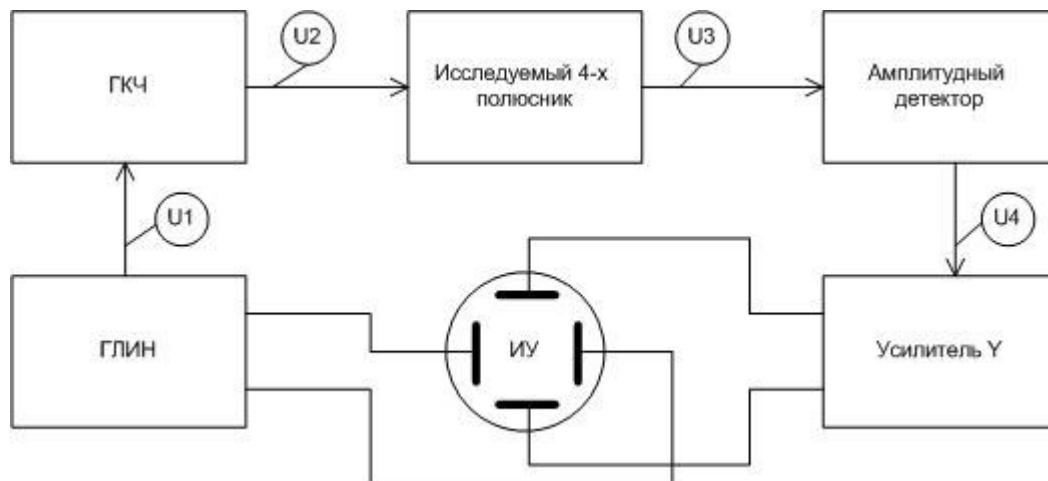 U2
U3
ГКЧ
Исследуемый 4-х
полюсник
Амплитудный
детектор
U1
U4
ГЛИН
ИУ
Усилитель Y